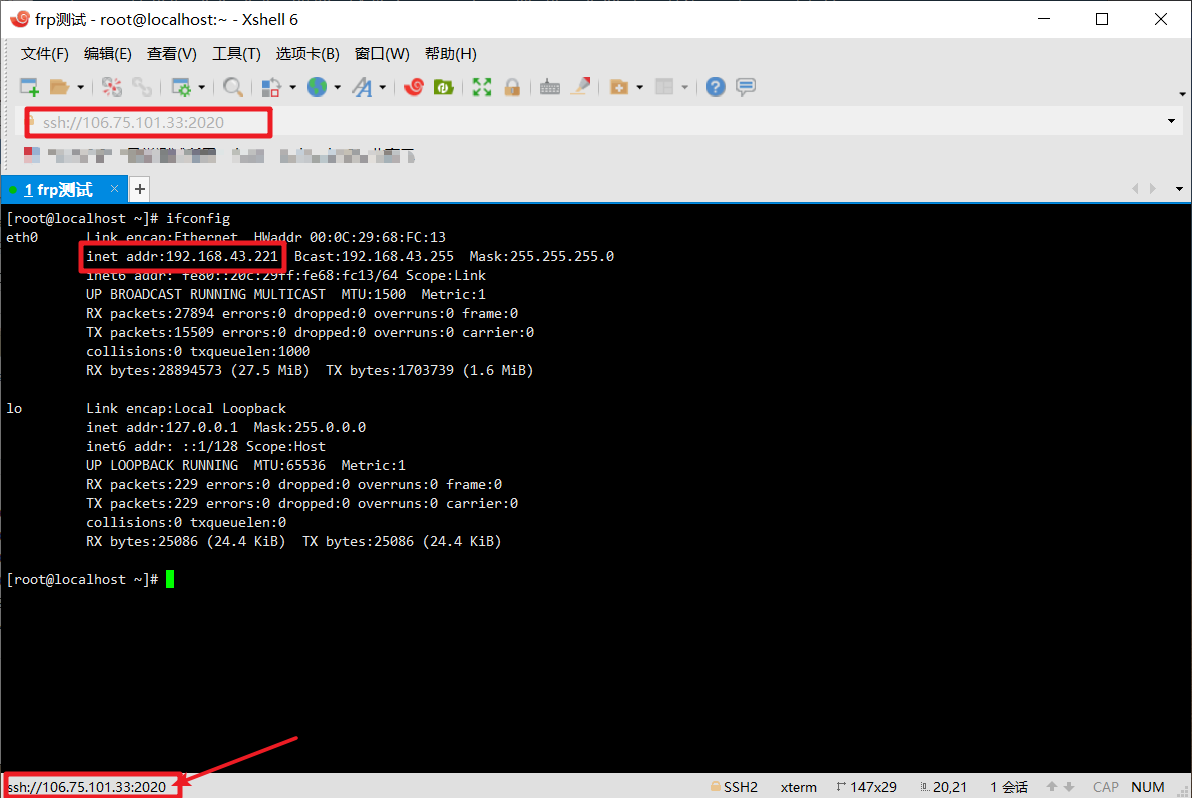 frp测试 - root@localhost:~ - Xshell 6
文件(F) 编辑(E) 查看(V) 工具(T) 选项卡(B) 窗口(W) 帮助(H)
ssh://106.75.101.33:2020
1 frp测试 × +
[root@localhost ~]# ifconfig
eth0 Link encap:Ethernet HWaddr 00:0C:29:68:FC:13
inet addr:192.168.43.221 Bcast:192.168.43.255 Mask:255.255.255.0
inet6 addr: fe80::20c:29ff:fe68:fc13/64 Scope:Link
UP BROADCAST RUNNING MULTICAST MTU:1500 Metric:1
RX packets:27894 errors:0 dropped:0 overruns:0 frame:0
TX packets:15509 errors:0 dropped:0 overruns:0 carrier:0
collisions:0 txqueuelen:1000
RX bytes:28894573 (27.5 MiB) TX bytes:1703739 (1.6 MiB)
lo Link encap:Local Loopback
inet addr:127.0.0.1 Mask:255.0.0.0
inet6 addr: ::1/128 Scope:Host
UP LOOPBACK RUNNING MTU:65536 Metric:1
RX packets:229 errors:0 dropped:0 overruns:0 frame:0
TX packets:229 errors:0 dropped:0 overruns:0 carrier:0
collisions:0 txqueuelen:0
RX bytes:25086 (24.4 KiB) TX bytes:25086 (24.4 KiB)
[root@localhost ~]#
ssh://106.75.101.33:2020 SSH2 xterm 147x29 20,21 1 会话 CAP NUM